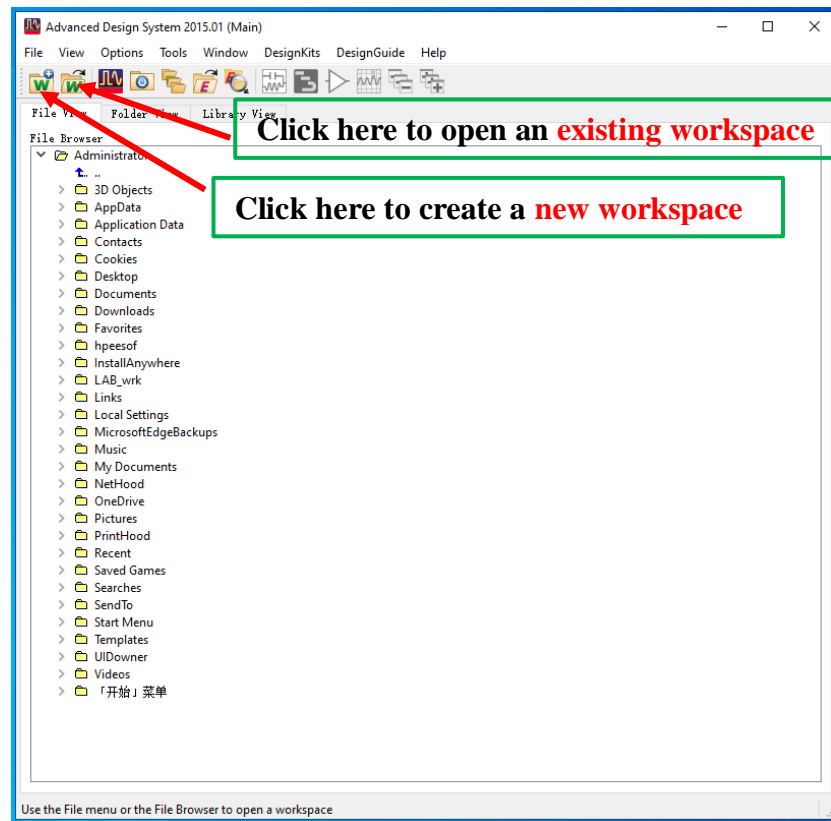 Advanced Design System 2015.01 (Main)
File View Options Tools Window DesignKits DesignGuide Help
File View Folder View Library View
Click here to open an existing workspace
File Browser
Administrator
..
3D Objects
AppData
Click here to create a new workspace
Application Data
Contacts
Cookies
Desktop
Documents
Downloads
Favorites
hpeesof
InstallAnywhere
LAB_wrk
Links
Local Settings
MicrosoftEdgeBackups
Music
My Documents
NetHood
OneDrive
Pictures
PrintHood
Recent
Saved Games
Searches
SendTo
Start Menu
Templates
UIDowner
Videos
「开始」菜单
Use the File menu or the File Browser to open a workspace